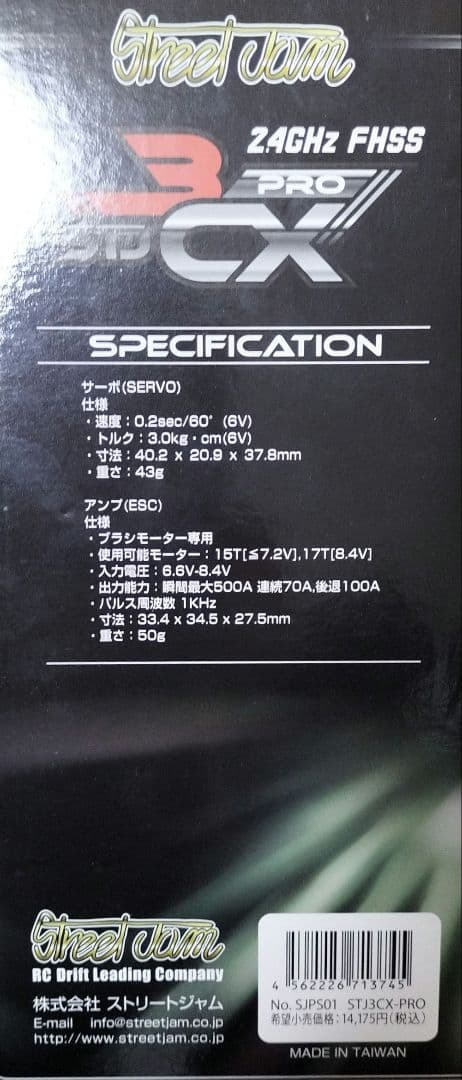 Street Jam
2.4GHz FHSS
3 PRO
STJ CX
SPECIFICATION
サーボ(SERVO)
仕様
・速度：0.2sec/60°(6V)
・トルク：3.0kg・cm(6V)
・寸法：40.2 x 20.9 x 37.8mm
・重さ：43g
アンプ(ESC)
仕様
・ブラシモーター専用
・使用可能モーター：15T[≦7.2V],17T[8.4V]
・入力電圧：6.6V-8.4V
・出力能力：瞬間最大500A 連続70A,後退100A
・パルス周波数 1KHz
・寸法：33.4 x 34.5 x 27.5mm
・重さ：50g
Street Jam
RC Drift Leading Company
株式会社 ストリートジャム
E-mail info@streetjam.co.jp
http://www.streetjam.co.jp
4 562226 713745
No. SJPS01 STJ3CX-PRO
希望小売価格：14,175円(税込)
MADE IN TAIWAN